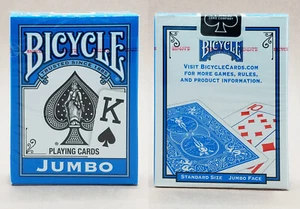 BICYCLE
TRUSTED SINCE 1885
K
PLAYING CARDS
JUMBO
BICYCLE
VISIT BICYCLECARDS.COM
FOR MORE GAMES, RULES,
AND PRODUCT INFORMATION.
STANDARD SIZE JUMBO FACE